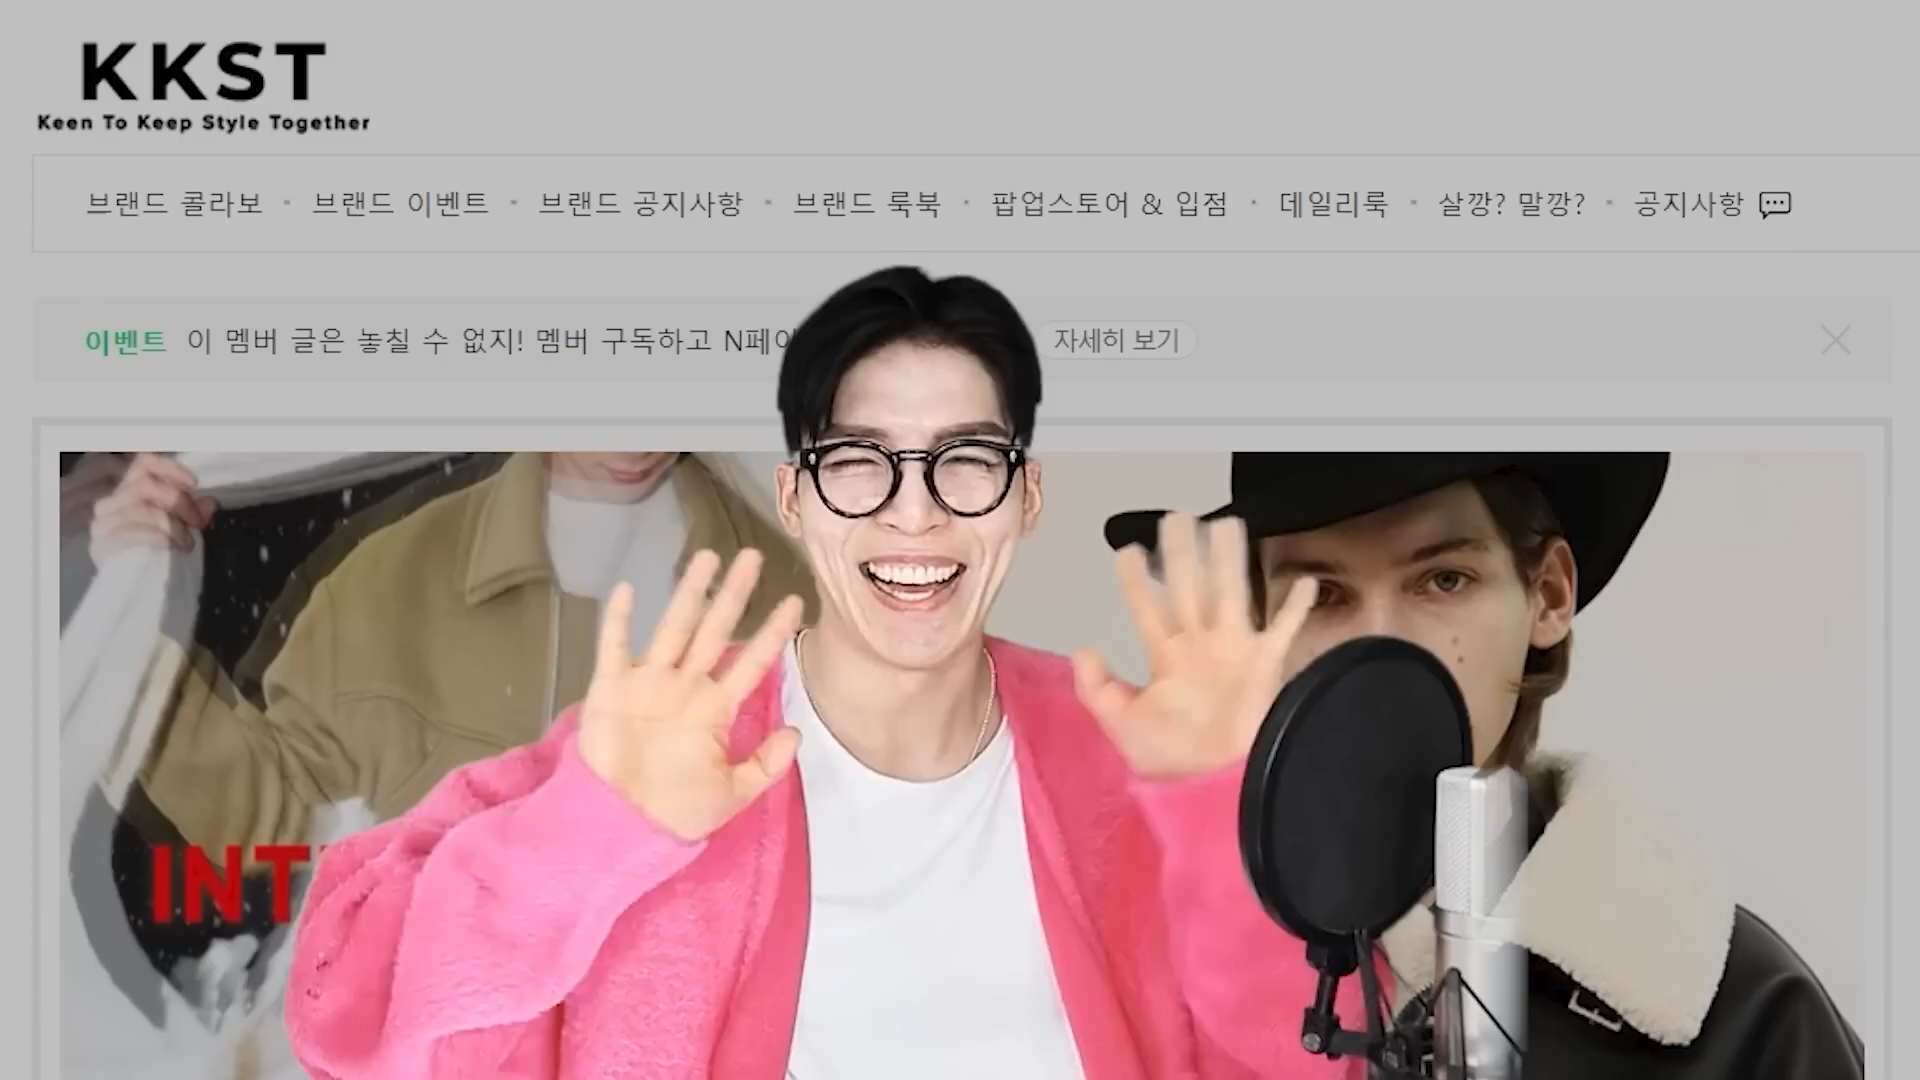 KKST
Keen To Keep Style Together
브랜드 콜라보 · 브랜드 이벤트 · 브랜드 공지사항 · 브랜드 룩북 · 팝업스토어 & 입점 · 데일리룩 · 살깡? 말깡? · 공지사항
이벤트 이 멤버 글은 놓칠 수 없지! 멤버 구독하고 자세히 보기
INT